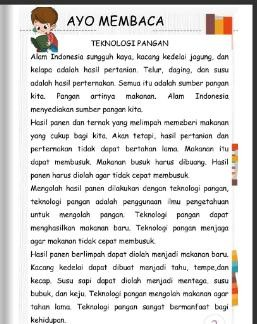 AYO MEMBACA
TEKNOLOGI PANGAN
Alam Indonesia sungguh kaya, kacang kedelai jagung, dan
kelapa adalah hasil pertanian. Telur, daging, dan susu
adalah hasil perternakan. Semua itu adalah sumber pangan
kita. Pangan artinya makanan. Alam Indonesia
menyediakan sumber pangan kita.
Hasil panen dan ternak yang melimpah memeberi makanan
yang cukup bagi kita. Akan tetapi, hasil pertanian dan
perternakan tidak dapat bertahan lama. Makanan itu
dapat membusuk. Makanan busuk harus dibuang. Hasil
panen harus diolah agar tidak cepat membusuk.
Mengolah hasil panen dilakukan dengan teknologi pangan,
teknologi pangan adalah penggunaan ilmu pengetahuan
untuk mengolah pangan. Teknologi pangan dapat
menghasilkan makanan baru. Teknologi pangan menjaga
agar makanan tidak cepat membusuk.
Hasil panen berlimpah dapat diolah menjadi makanan baru.
Kacang kedelai dapat dibuat menjadi tahu, tempe,dan
kecap. Susu sapi dapat diolah menjadi mentega, susu
bubuk, dan keju. Teknologi pangan mengolah makanan agar
tahan lama. Teknologi pangan sangat bermanfaat bagi
kehidupan.